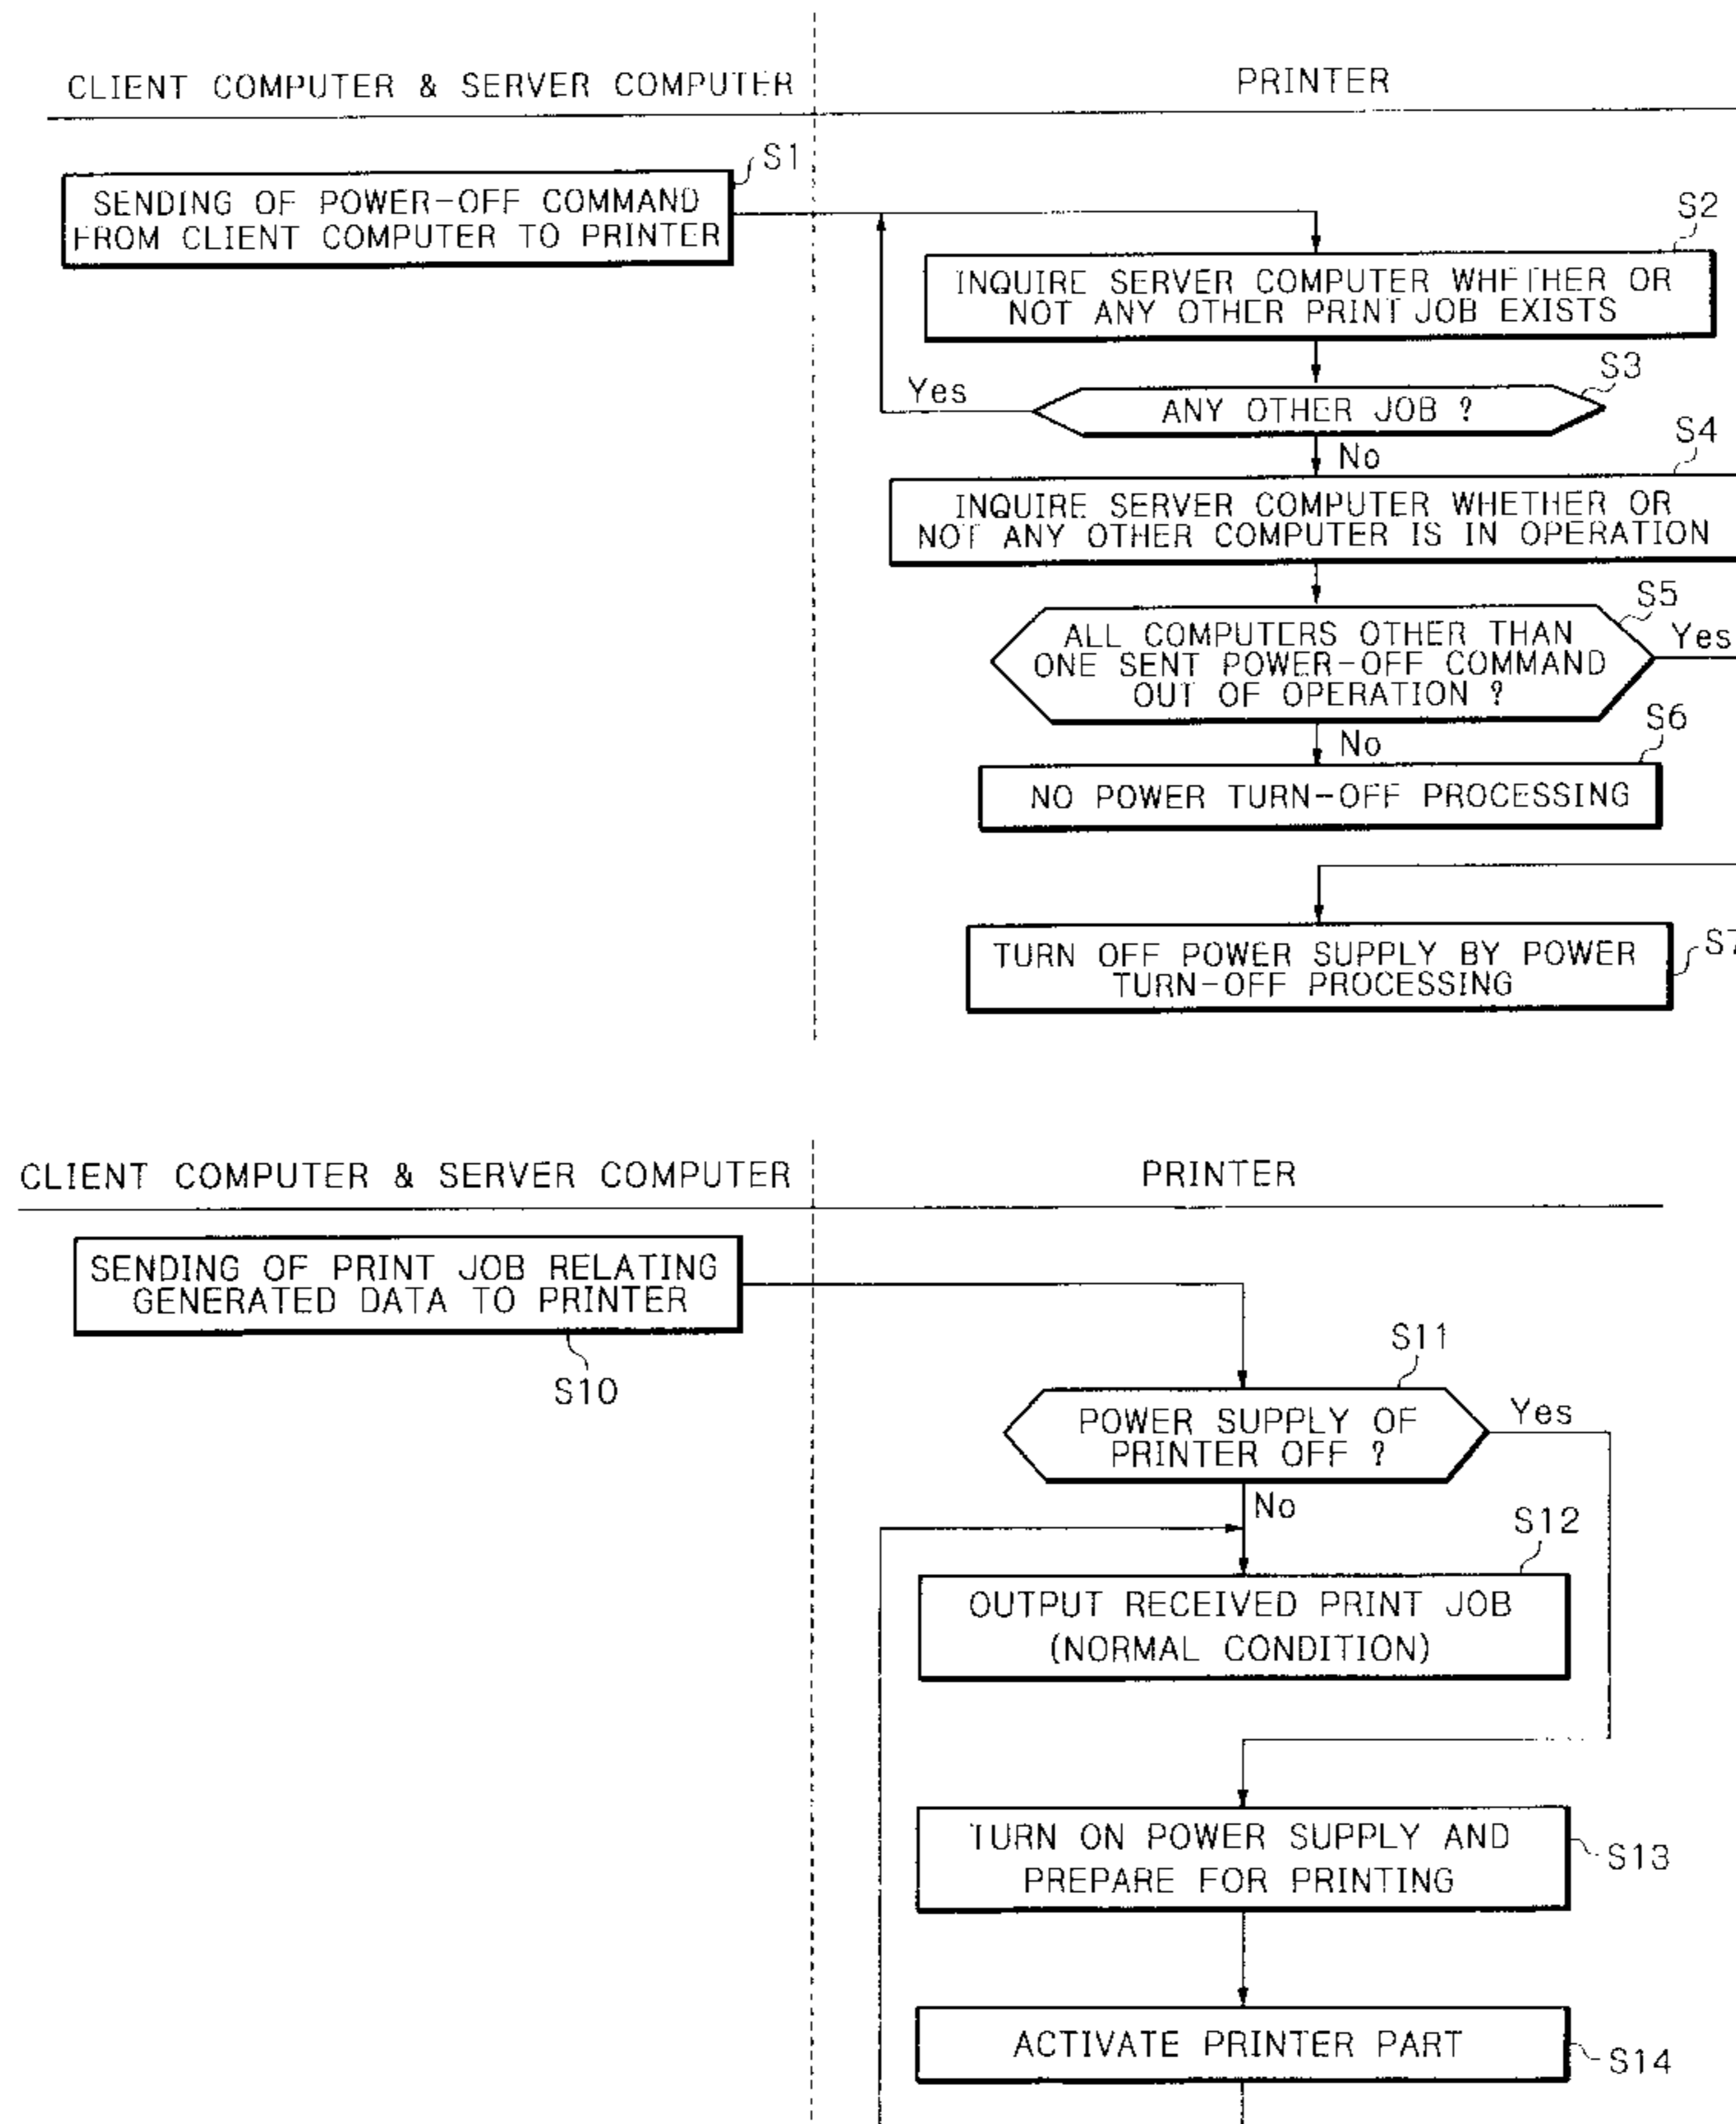 CLIENT COMPUTER & SERVER COMPUTER
PRINTER
S1
SENDING OF POWER-OFF COMMAND
FROM CLIENT COMPUTER TO PRINTER
S2
INQUIRE SERVER COMPUTER WHETHER OR
NOT ANY OTHER PRINT JOB EXISTS
S3
Yes
ANY OTHER JOB ?
S4
No
INQUIRE SERVER COMPUTER WHETHER OR
NOT ANY OTHER COMPUTER IS IN OPERATION
S5
Yes
ALL COMPUTERS OTHER THAN
ONE SENT POWER-OFF COMMAND
OUT OF OPERATION ?
S6
No
NO POWER TURN-OFF PROCESSING
S7
TURN OFF POWER SUPPLY BY POWER
TURN-OFF PROCESSING
CLIENT COMPUTER & SERVER COMPUTER
PRINTER
SENDING OF PRINT JOB RELATING
GENERATED DATA TO PRINTER
S10
S11
POWER SUPPLY OF
PRINTER OFF ?
Yes
No
S12
OUTPUT RECEIVED PRINT JOB
(NORMAL CONDITION)
TURN ON POWER SUPPLY AND
PREPARE FOR PRINTING
S13
ACTIVATE PRINTER PART
S14